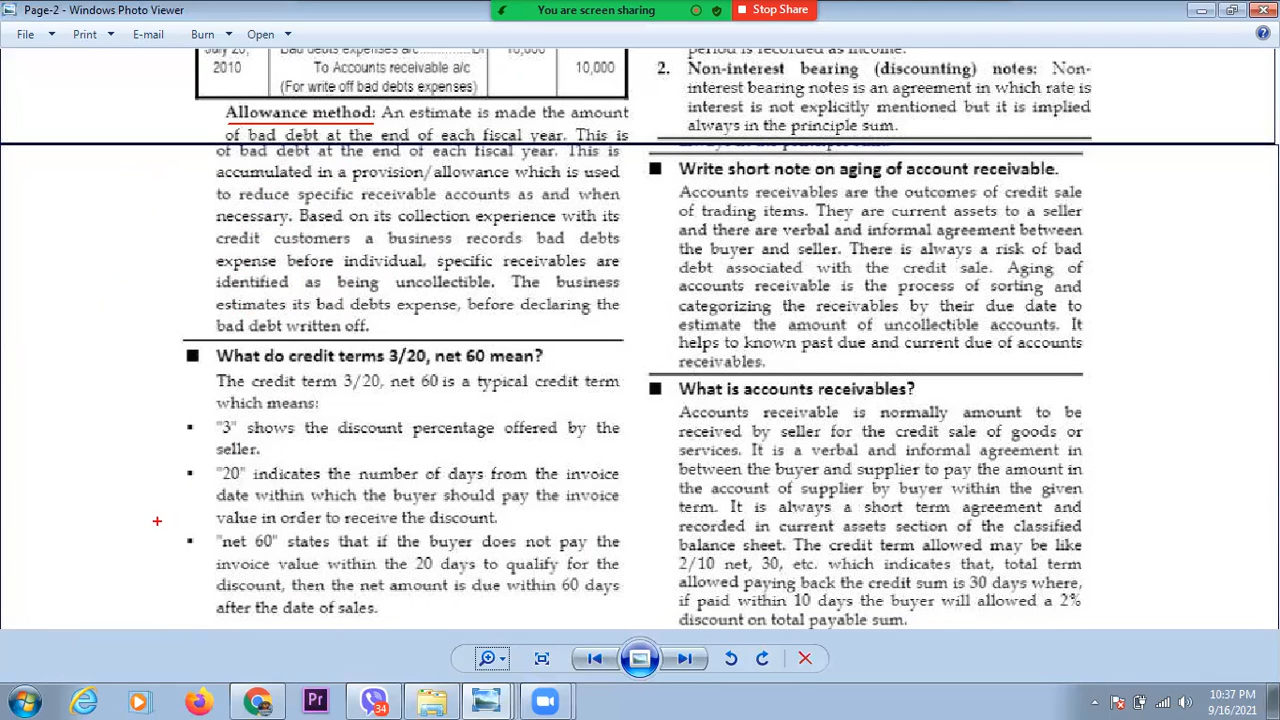 Page-2 - Windows Photo Viewer
You are screen sharing
Stop Share
File
Print
E-mail
Burn
Open
July 20,
2010
Bad debts expenses a/c
Dr
10,000
To Accounts receivable a/c
10,000
(For write off bad debts expenses)
Allowance method: An estimate is made the amount
of bad debt at the end of each fiscal year. This is
of bad debt at the end of each fiscal year. This is
accumulated in a provision/allowance which is used
to reduce specific receivable accounts as and when
necessary. Based on its collection experience with its
credit customers a business records bad debts
expense before individual, specific receivables are
identified as being uncollectible. The business
estimates its bad debts expense, before declaring the
bad debt written off.
■ What do credit terms 3/20, net 60 mean?
The credit term 3/20, net 60 is a typical credit term
which means:
▪ "3" shows the discount percentage offered by the
seller.
▪ "20" indicates the number of days from the invoice
date within which the buyer should pay the invoice
value in order to receive the discount.
▪ "net 60" states that if the buyer does not pay the
invoice value within the 20 days to qualify for the
discount, then the net amount is due within 60 days
after the date of sales.
period is recorded as income.
2. Non-interest bearing (discounting) notes: Non-
interest bearing notes is an agreement in which rate is
interest is not explicitly mentioned but it is implied
always in the principle sum.
always in the principle sum.
■ Write short note on aging of account receivable.
Accounts receivables are the outcomes of credit sale
of trading items. They are current assets to a seller
and there are verbal and informal agreement between
the buyer and seller. There is always a risk of bad
debt associated with the credit sale. Aging of
accounts receivable is the process of sorting and
categorizing the receivables by their due date to
estimate the amount of uncollectible accounts. It
helps to known past due and current due of accounts
receivables.
■ What is accounts receivables?
Accounts receivable is normally amount to be
received by seller for the credit sale of goods or
services. It is a verbal and informal agreement in
between the buyer and supplier to pay the amount in
the account of supplier by buyer within the given
term. It is always a short term agreement and
recorded in current assets section of the classified
balance sheet. The credit term allowed may be like
2/10 net, 30, etc. which indicates that, total term
allowed paying back the credit sum is 30 days where,
if paid within 10 days the buyer will allowed a 2%
discount on total payable sum.
Pr
34
10:37 PM
9/16/2021